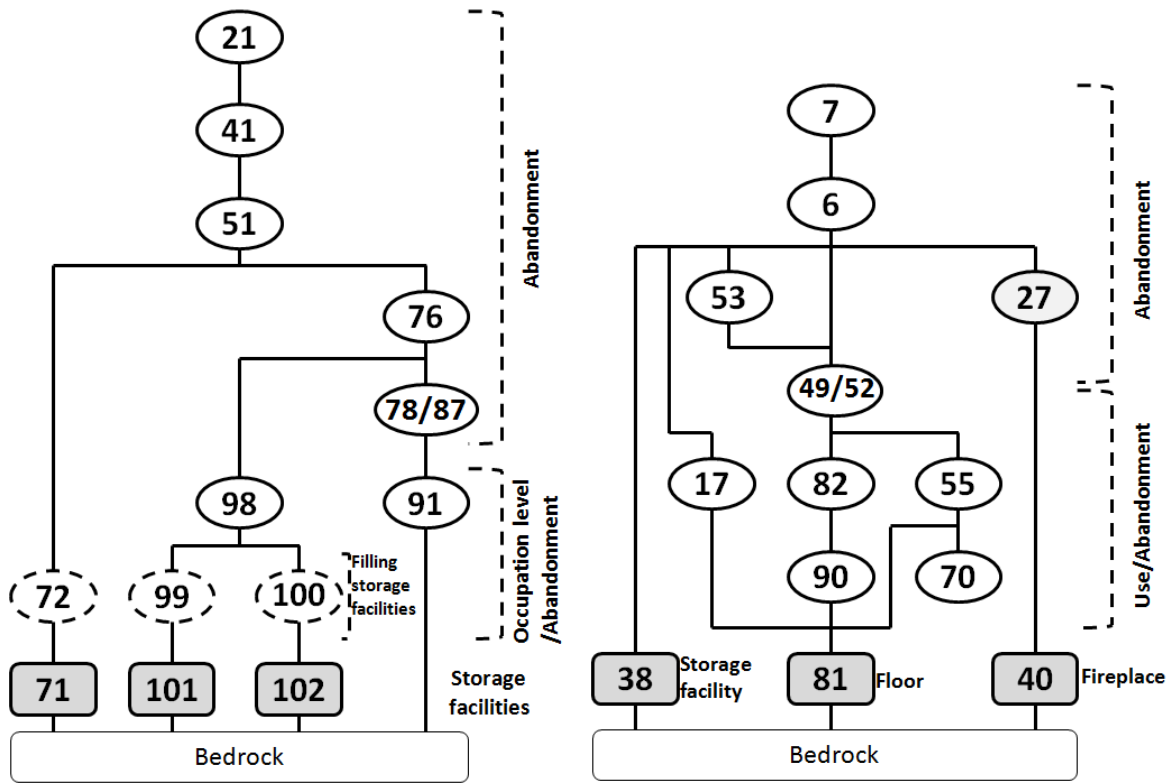 21
41
51
76
78/87
98
91
72
99
100
71
101
102
Abandonment
Occupation level
/Abandonment
Filling
storage
facilities
Storage
facilities
Bedrock
7
6
53
27
49/52
17
82
55
90
70
38
Storage
facility
81
Floor
40
Fireplace
Abandonment
Use/Abandonment
Bedrock